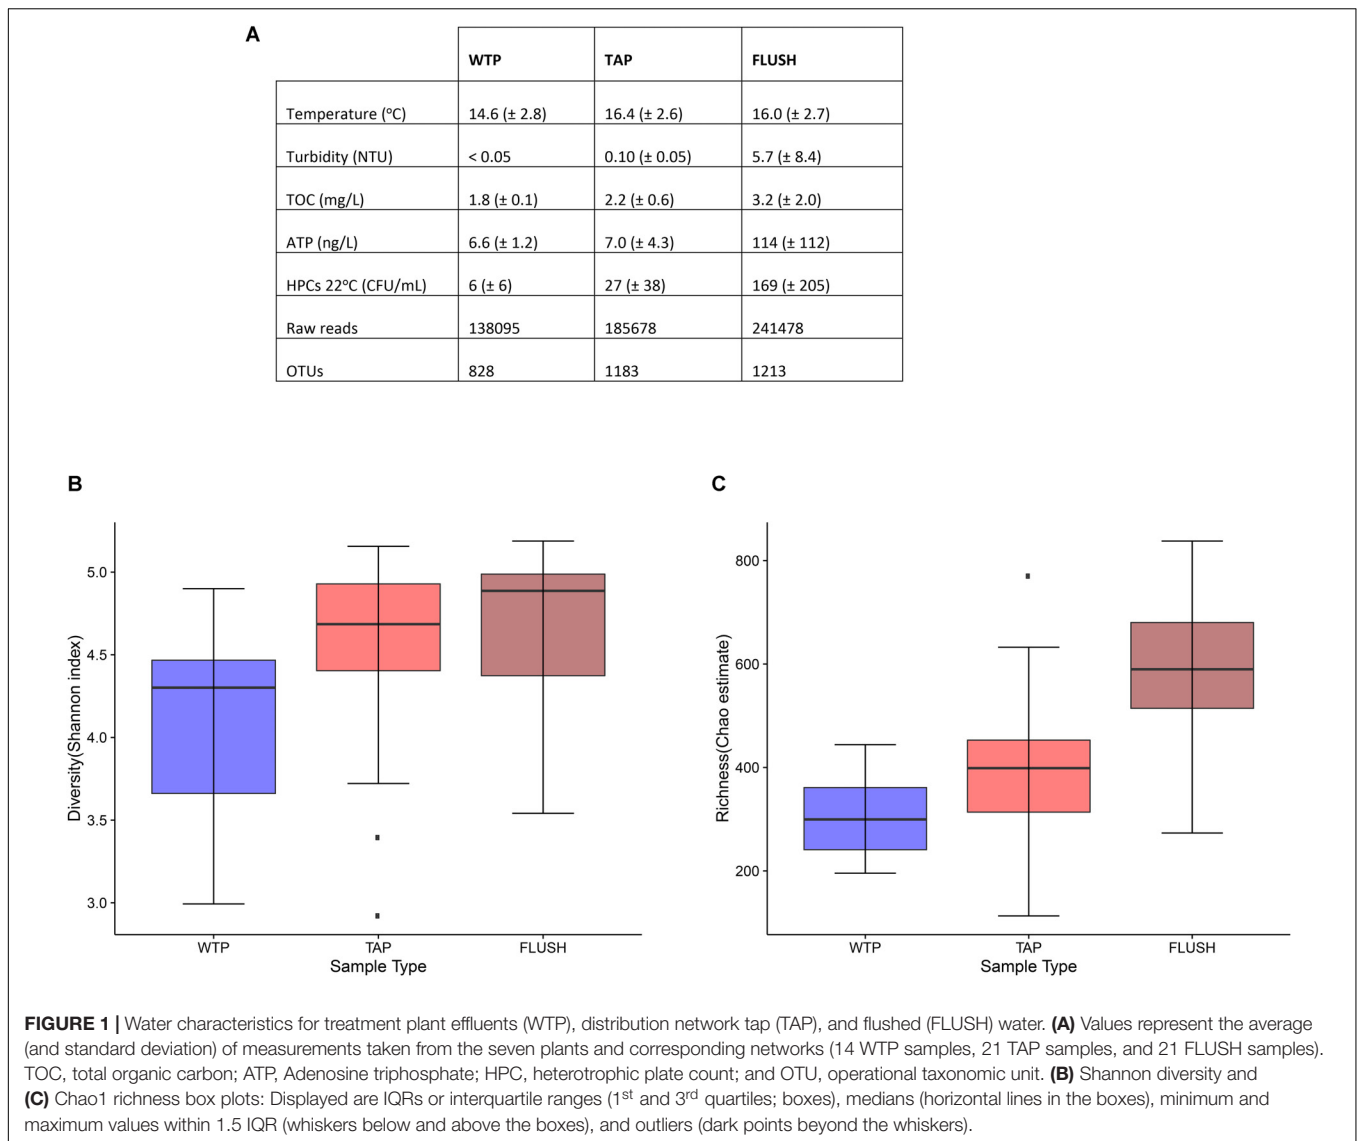 A
WTP TAP FLUSH
Temperature (°C) 14.6 (± 2.8) 16.4 (± 2.6) 16.0 (± 2.7)
Turbidity (NTU) < 0.05 0.10 (± 0.05) 5.7 (± 8.4)
TOC (mg/L) 1.8 (± 0.1) 2.2 (± 0.6) 3.2 (± 2.0)
ATP (ng/L) 6.6 (± 1.2) 7.0 (± 4.3) 114 (± 112)
HPCs 22°C (CFU/mL) 6 (± 6) 27 (± 38) 169 (± 205)
Raw reads 138095 185678 241478
OTUs 828 1183 1213
B
Diversity(Shannon index)
5.0
4.5
4.0
3.5
3.0
WTP TAP FLUSH
Sample Type
C
Richness(Chao estimate)
800
600
400
200
WTP TAP FLUSH
Sample Type
FIGURE 1 | Water characteristics for treatment plant effluents (WTP), distribution network tap (TAP), and flushed (FLUSH) water. (A) Values represent the average
(and standard deviation) of measurements taken from the seven plants and corresponding networks (14 WTP samples, 21 TAP samples, and 21 FLUSH samples).
TOC, total organic carbon; ATP, Adenosine triphosphate; HPC, heterotrophic plate count; and OTU, operational taxonomic unit. (B) Shannon diversity and
(C) Chao1 richness box plots: Displayed are IQRs or interquartile ranges (1st and 3rd quartiles; boxes), medians (horizontal lines in the boxes), minimum and
maximum values within 1.5 IQR (whiskers below and above the boxes), and outliers (dark points beyond the whiskers).